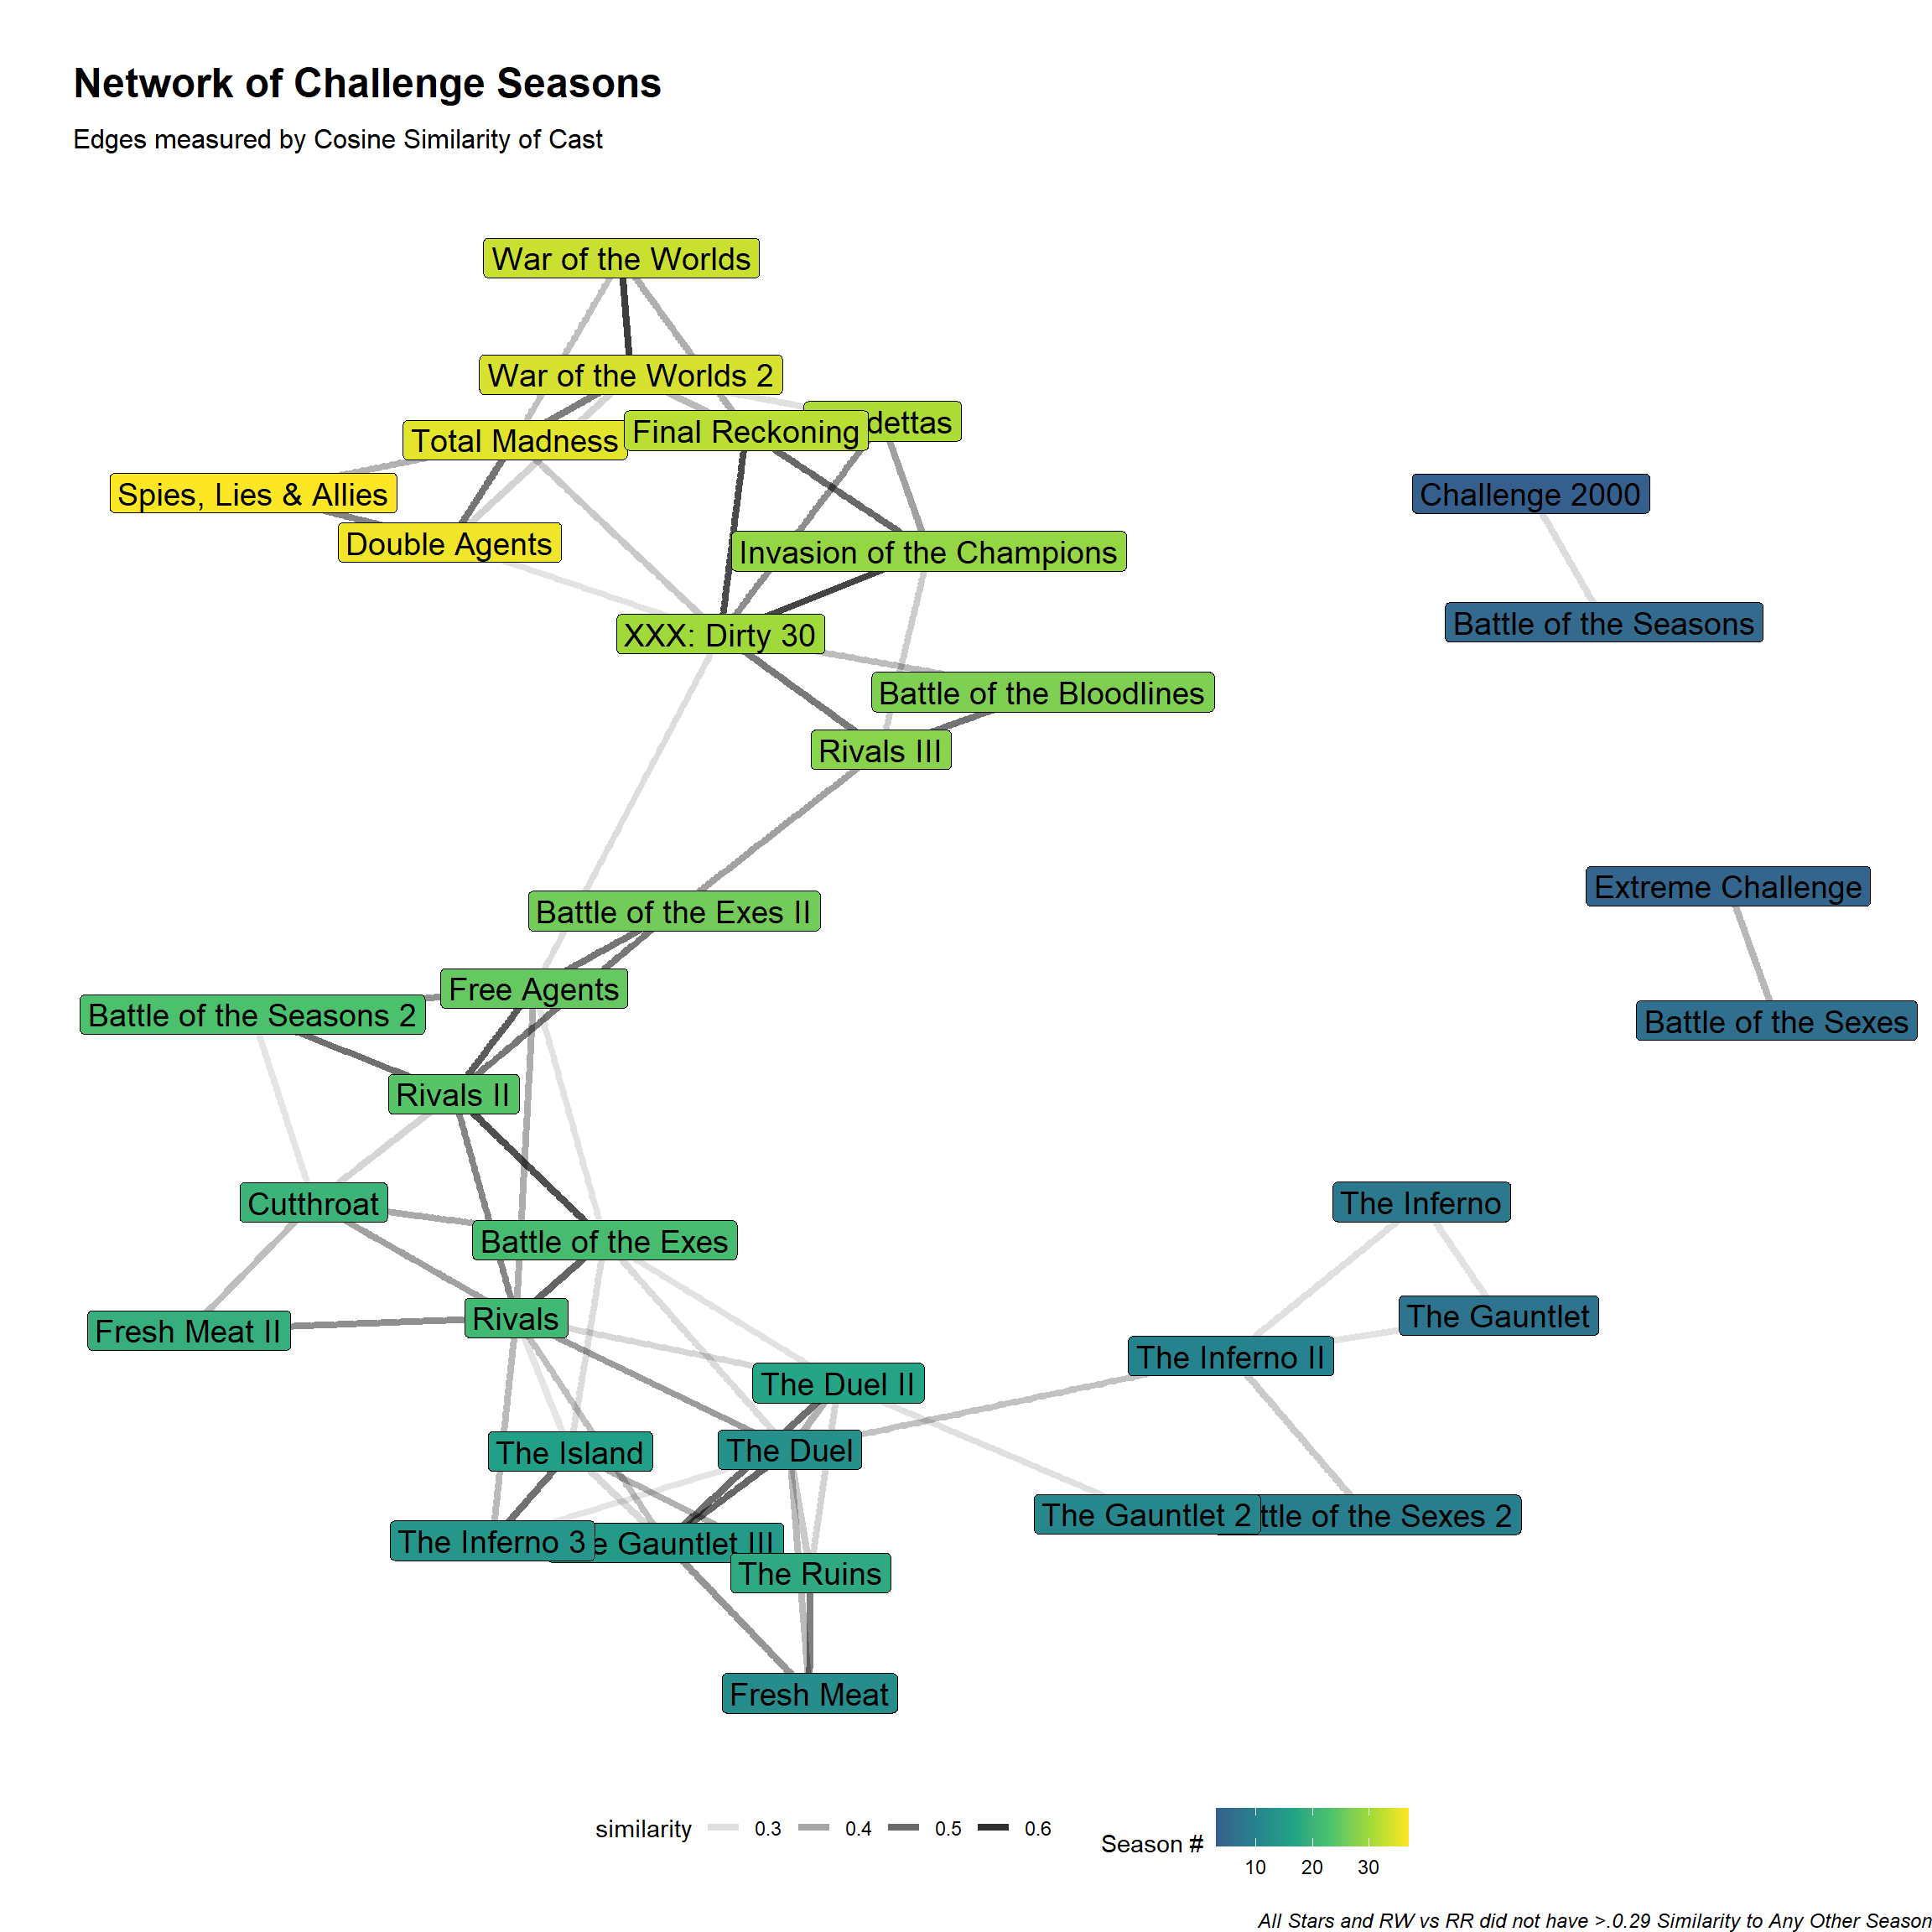 Network of Challenge Seasons
Edges measured by Cosine Similarity of Cast
War of the Worlds
War of the Worlds 2
dettas
Final Reckoning
Total Madness
Spies, Lies & Allies
Challenge 2000
Double Agents
Invasion of the Champions
Battle of the Seasons
XXX: Dirty 30
Battle of the Bloodlines
Rivals III
Extreme Challenge
Battle of the Exes II
Free Agents
Battle of the Seasons 2
Battle of the Sexes
Rivals II
Cutthroat
The Inferno
Battle of the Exes
The Gauntlet
Rivals
Fresh Meat II
The Inferno II
The Duel II
The Island
The Duel
The Gauntlet 2
ttle of the Sexes 2
The Inferno 3
e Gauntlet III
The Ruins
Fresh Meat
similarity 0.3 0.4 0.5 0.6
Season #
10 20 30
All Stars and RW vs RR did not have >.0.29 Similarity to Any Other Season